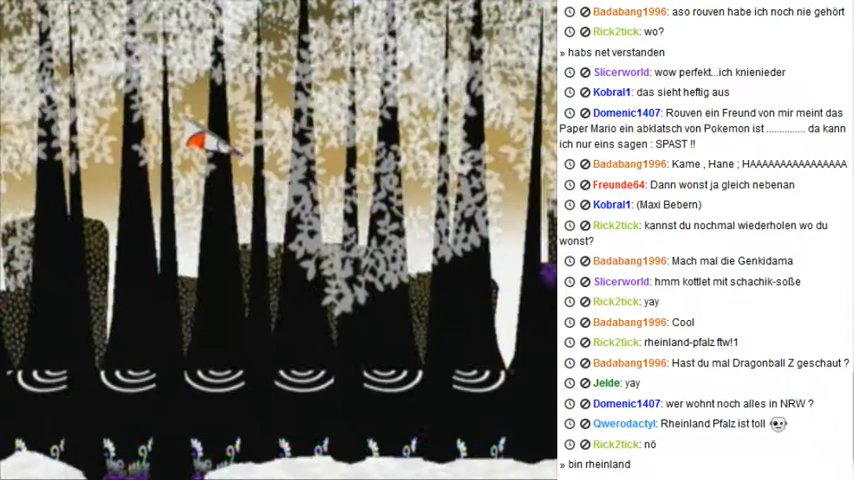 Badabang1996: aso rouven habe ich noch nie gehört
Rick2tick: wo?
» habs net verstanden
Slicerworld: wow perfekt...ich knienieder
Kobral1: das sieht heftig aus
Domenic1407: Rouven ein Freund von mir meint das
Paper Mario ein abklatsch von Pokemon ist ............... da kann
ich nur eins sagen : SPAST !!
Badabang1996: Kame , Hane ; HAAAAAAAAAAAAAAAA
Freunde64: Dann wonst ja gleich nebenan
Kobral1: (Maxi Bebern)
Rick2tick: kannst du nochmal wiederholen wo du
wonst?
Badabang1996: Mach mal die Genkidama
Slicerworld: hmm kottlet mit schachik-soße
Rick2tick: yay
Badabang1996: Cool
Rick2tick: rheinland-pfalz ftw!1
Badabang1996: Hast du mal Dragonball Z geschaut ?
Jelde: yay
Domenic1407: wer wohnt noch alles in NRW ?
Qwerodactyl: Rheinland Pfalz ist toll
Rick2tick: nö
» bin rheinland